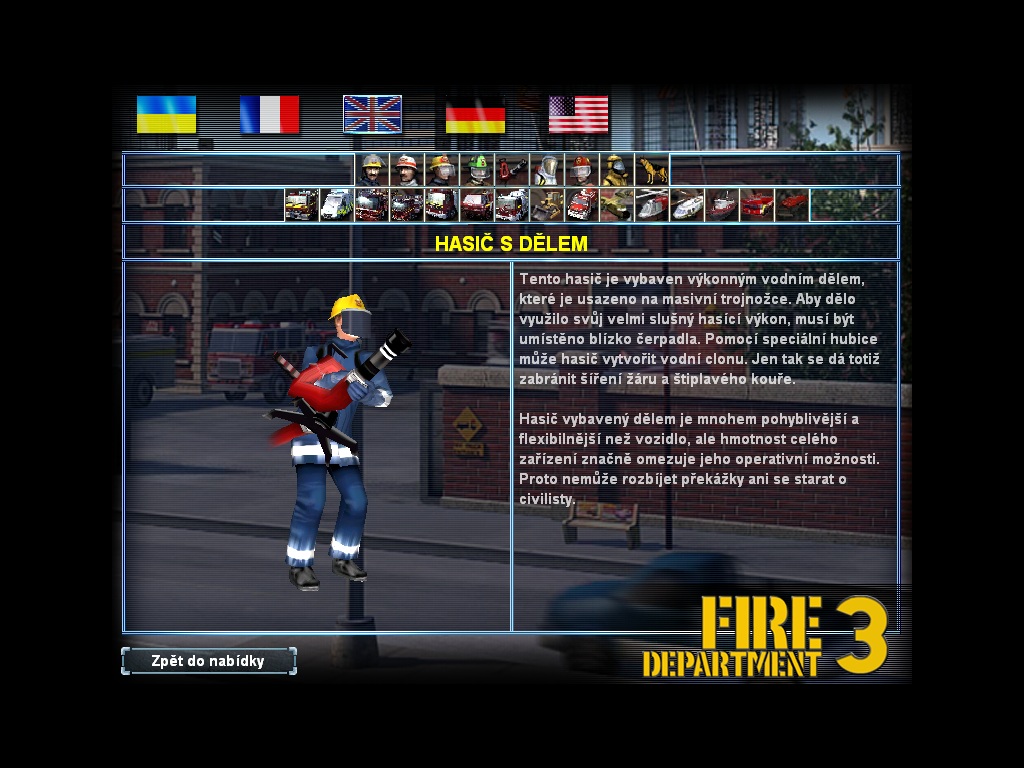 HASIČ S DĚLEM
Tento hasič je vybaven výkonným vodním dělem,
které je usazeno na masivní trojnožce. Aby dělo
využilo svůj velmi slušný hasící výkon, musí být
umístěno blízko čerpadla. Pomocí speciální hubice
může hasič vytvořit vodní clonu. Jen tak se dá totiž
zabránit šíření žáru a štiplavého kouře.
Hasič vybavený dělem je mnohem pohyblivější a
flexibilnější než vozidlo, ale hmotnost celého
zařízení značně omezuje jeho operativní možnosti.
Proto nemůže rozbíjet překážky ani se starat o
civilisty.
FIRE
DEPARTMENT 3
Zpět do nabídky